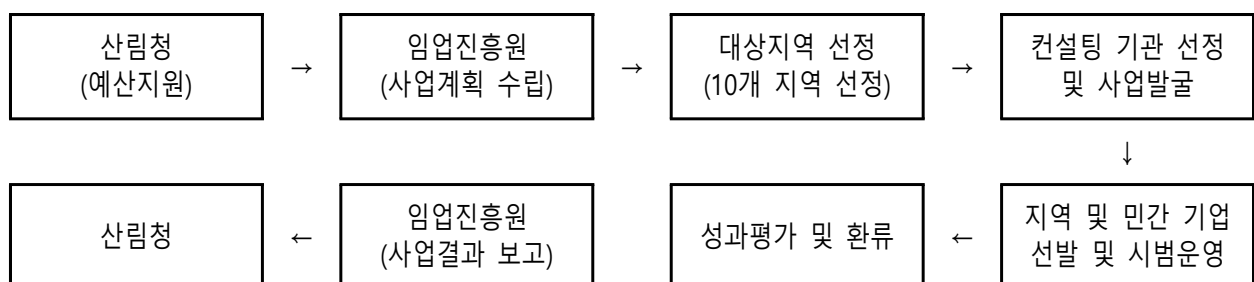 산림청
(예산지원)
→
임업진흥원
(사업계획 수립)
→
대상지역 선정
(10개 지역 선정)
→
컨설팅 기관 선정
및 사업발굴
↓
산림청
←
임업진흥원
(사업결과 보고)
성과평가 및 환류
←
지역 및 민간 기업
선발 및 시범운영